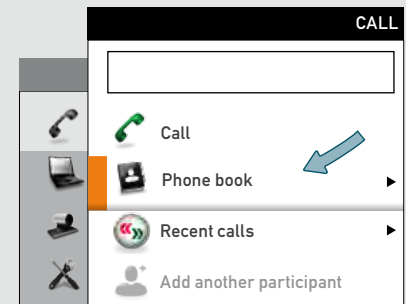 CALL
Call
Phone book
Recent calls
Add another participant